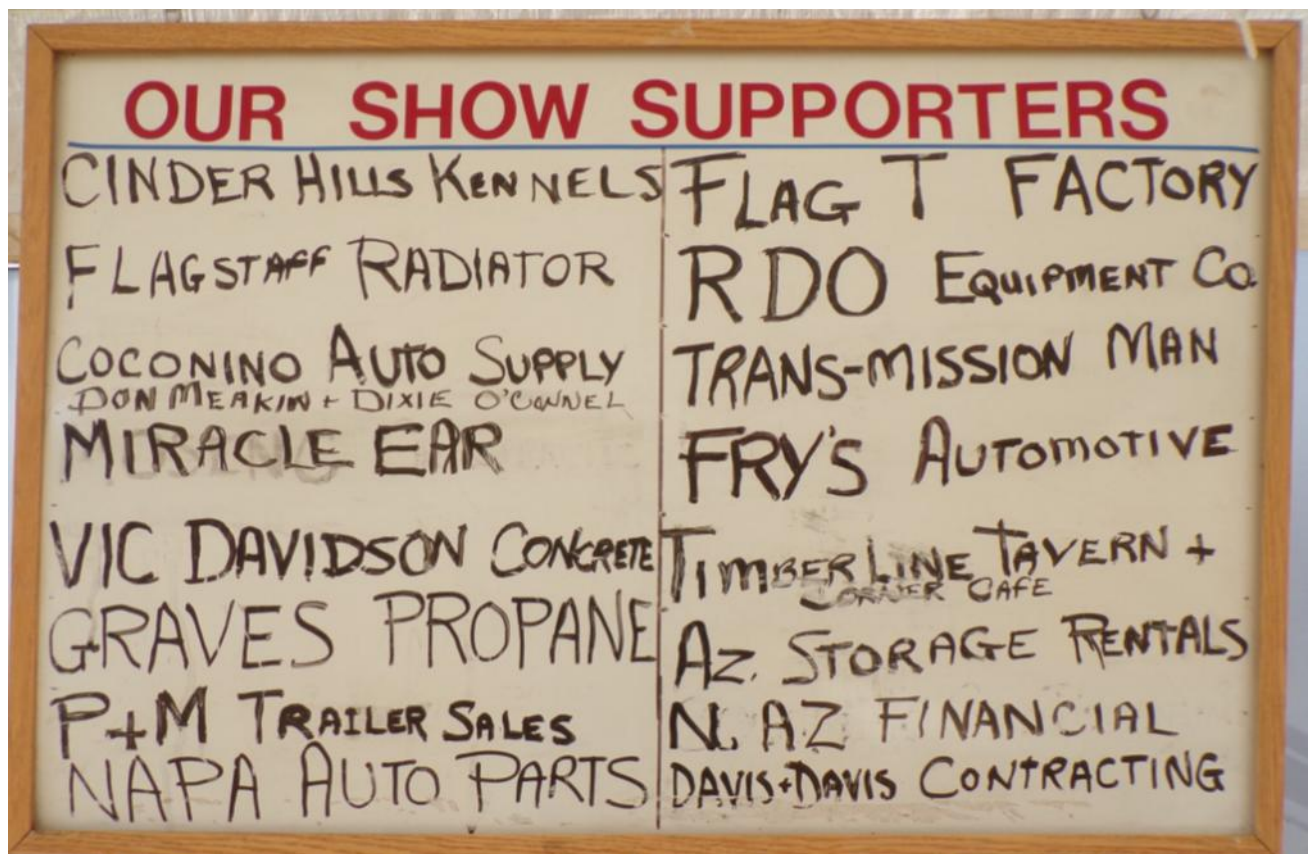 OUR SHOW SUPPORTERS
CINDER HILLS KENNELS
FLAGSTAFF RADIATOR
COCONINO AUTO SUPPLY
DON MEAKIN + DIXIE O'CONNEL
MIRACLE EAR
VIC DAVIDSON CONCRETE
GRAVES PROPANE
P+M TRAILER SALES
NAPA AUTO PARTS
FLAG T FACTORY
RDO EQUIPMENT CO.
TRANS-MISSION MAN
FRY'S AUTOMOTIVE
TIMBERLINE TAVERN +
CORNER CAFE
AZ. STORAGE RENTALS
N. AZ FINANCIAL
DAVIS+DAVIS CONTRACTING